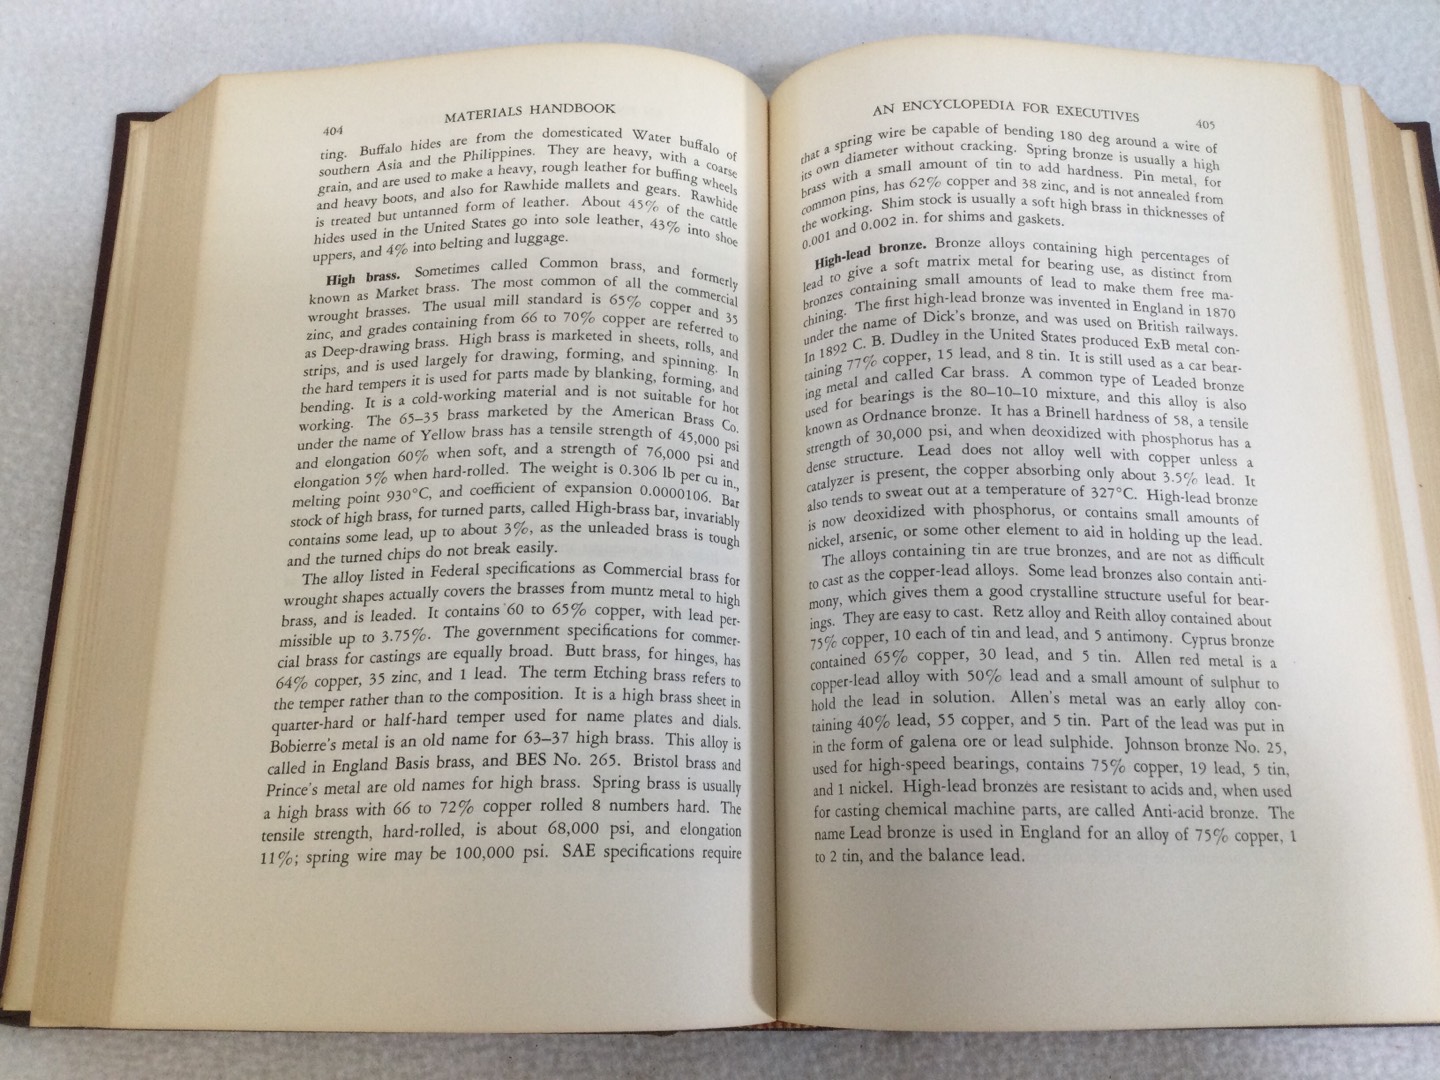 404
MATERIALS HANDBOOK
ting. Buffalo hides are from the domesticated Water buffalo of
southern Asia and the Philippines. They are heavy, with a coarse
grain, and are used to make a heavy, rough leather for buffing wheels
and heavy boots, and also for Rawhide mallets and gears. Rawhide
is treated but untanned form of leather. About 45% of the cattle
hides used in the United States go into sole leather, 43% into shoe
uppers, and 4% into belting and luggage.
High brass. Sometimes called Common brass, and formerly
known as Market brass. The most common of all the commercial
wrought brasses. The usual mill standard is 65% copper and 35
zinc, and grades containing from 66 to 70% copper are referred to
as Deep-drawing brass. High brass is marketed in sheets, rolls, and
strips, and is used largely for drawing, forming, and spinning. In
the hard tempers it is used for parts made by blanking, forming, and
bending. It is a cold-working material and is not suitable for hot
working. The 65–35 brass marketed by the American Brass Co.
under the name of Yellow brass has a tensile strength of 45,000 psi
and elongation 60% when soft, and a strength of 76,000 psi and
elongation 5% when hard-rolled. The weight is 0.306 lb per cu in.,
melting point 930°C, and coefficient of expansion 0.0000106. Bar
stock of high brass, for turned parts, called High-brass bar, invariably
contains some lead, up to about 3%, as the unleaded brass is tough
and the turned chips do not break easily.
The alloy listed in Federal specifications as Commercial brass for
wrought shapes actually covers the brasses from muntz metal to high
brass, and is leaded. It contains 60 to 65% copper, with lead per-
missible up to 3.75%. The government specifications for commer-
cial brass for castings are equally broad. Butt brass, for hinges, has
64% copper, 35 zinc, and 1 lead. The term Etching brass refers to
the temper rather than to the composition. It is a high brass sheet in
quarter-hard or half-hard temper used for name plates and dials.
Bobierre's metal is an old name for 63–37 high brass. This alloy is
called in England Basis brass, and BES No. 265. Bristol brass and
Prince's metal are old names for high brass. Spring brass is usually
a high brass with 66 to 72% copper rolled 8 numbers hard. The
tensile strength, hard-rolled, is about 68,000 psi, and elongation
11%; spring wire may be 100,000 psi. SAE specifications require
AN ENCYCLOPEDIA FOR EXECUTIVES
405
that a spring wire be capable of bending 180 deg around a wire of
its own diameter without cracking. Spring bronze is usually a high
brass with a small amount of tin to add hardness. Pin metal, for
common pins, has 62% copper and 38 zinc, and is not annealed from
the working. Shim stock is usually a soft high brass in thicknesses of
0.001 and 0.002 in. for shims and gaskets.
High-lead bronze. Bronze alloys containing high percentages of
lead to give a soft matrix metal for bearing use, as distinct from
bronzes containing small amounts of lead to make them free ma-
chining. The first high-lead bronze was invented in England in 1870
under the name of Dick's bronze, and was used on British railways.
In 1892 C. B. Dudley in the United States produced ExB metal con-
taining 77% copper, 15 lead, and 8 tin. It is still used as a car bear-
ing metal and called Car brass. A common type of Leaded bronze
used for bearings is the 80–10–10 mixture, and this alloy is also
known as Ordnance bronze. It has a Brinell hardness of 58, a tensile
strength of 30,000 psi, and when deoxidized with phosphorus has a
dense structure. Lead does not alloy well with copper unless a
catalyzer is present, the copper absorbing only about 3.5% lead. It
also tends to sweat out at a temperature of 327°C. High-lead bronze
is now deoxidized with phosphorus, or contains small amounts of
nickel, arsenic, or some other element to aid in holding up the lead.
The alloys containing tin are true bronzes, and are not as difficult
to cast as the copper-lead alloys. Some lead bronzes also contain anti-
mony, which gives them a good crystalline structure useful for bear-
ings. They are easy to cast. Retz alloy and Reith alloy contained about
75% copper, 10 each of tin and lead, and 5 antimony. Cyprus bronze
contained 65% copper, 30 lead, and 5 tin. Allen red metal is a
copper-lead alloy with 50% lead and a small amount of sulphur to
hold the lead in solution. Allen's metal was an early alloy con-
taining 40% lead, 55 copper, and 5 tin. Part of the lead was put in
in the form of galena ore or lead sulphide. Johnson bronze No. 25,
used for high-speed bearings, contains 75% copper, 19 lead, 5 tin,
and 1 nickel. High-lead bronzes are resistant to acids and, when used
for casting chemical machine parts, are called Anti-acid bronze. The
name Lead bronze is used in England for an alloy of 75% copper, 1
to 2 tin, and the balance lead.